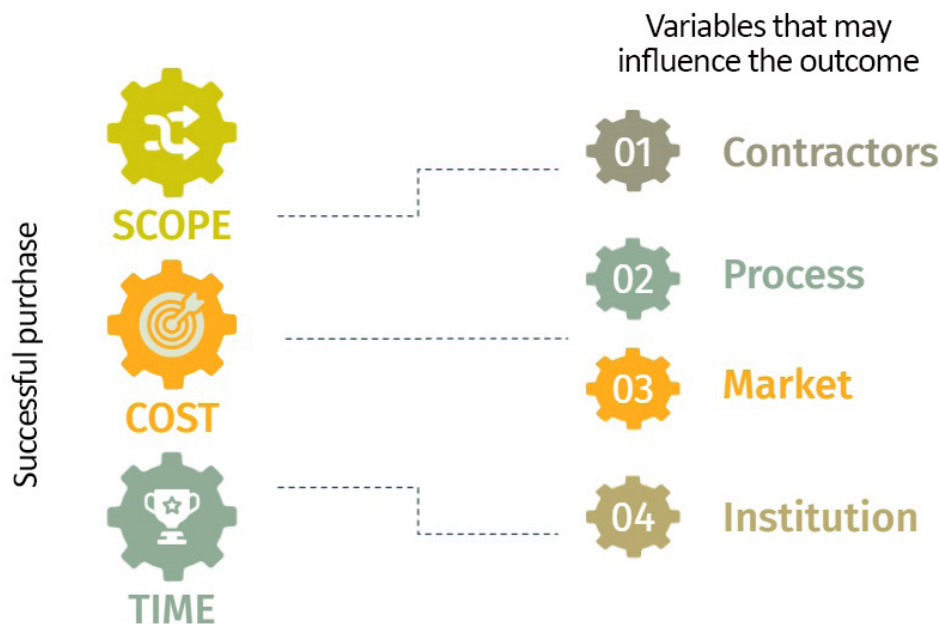 Successful purchase
SCOPE
COST
TIME
Variables that may
influence the outcome
01 Contractors
02 Process
03 Market
04 Institution